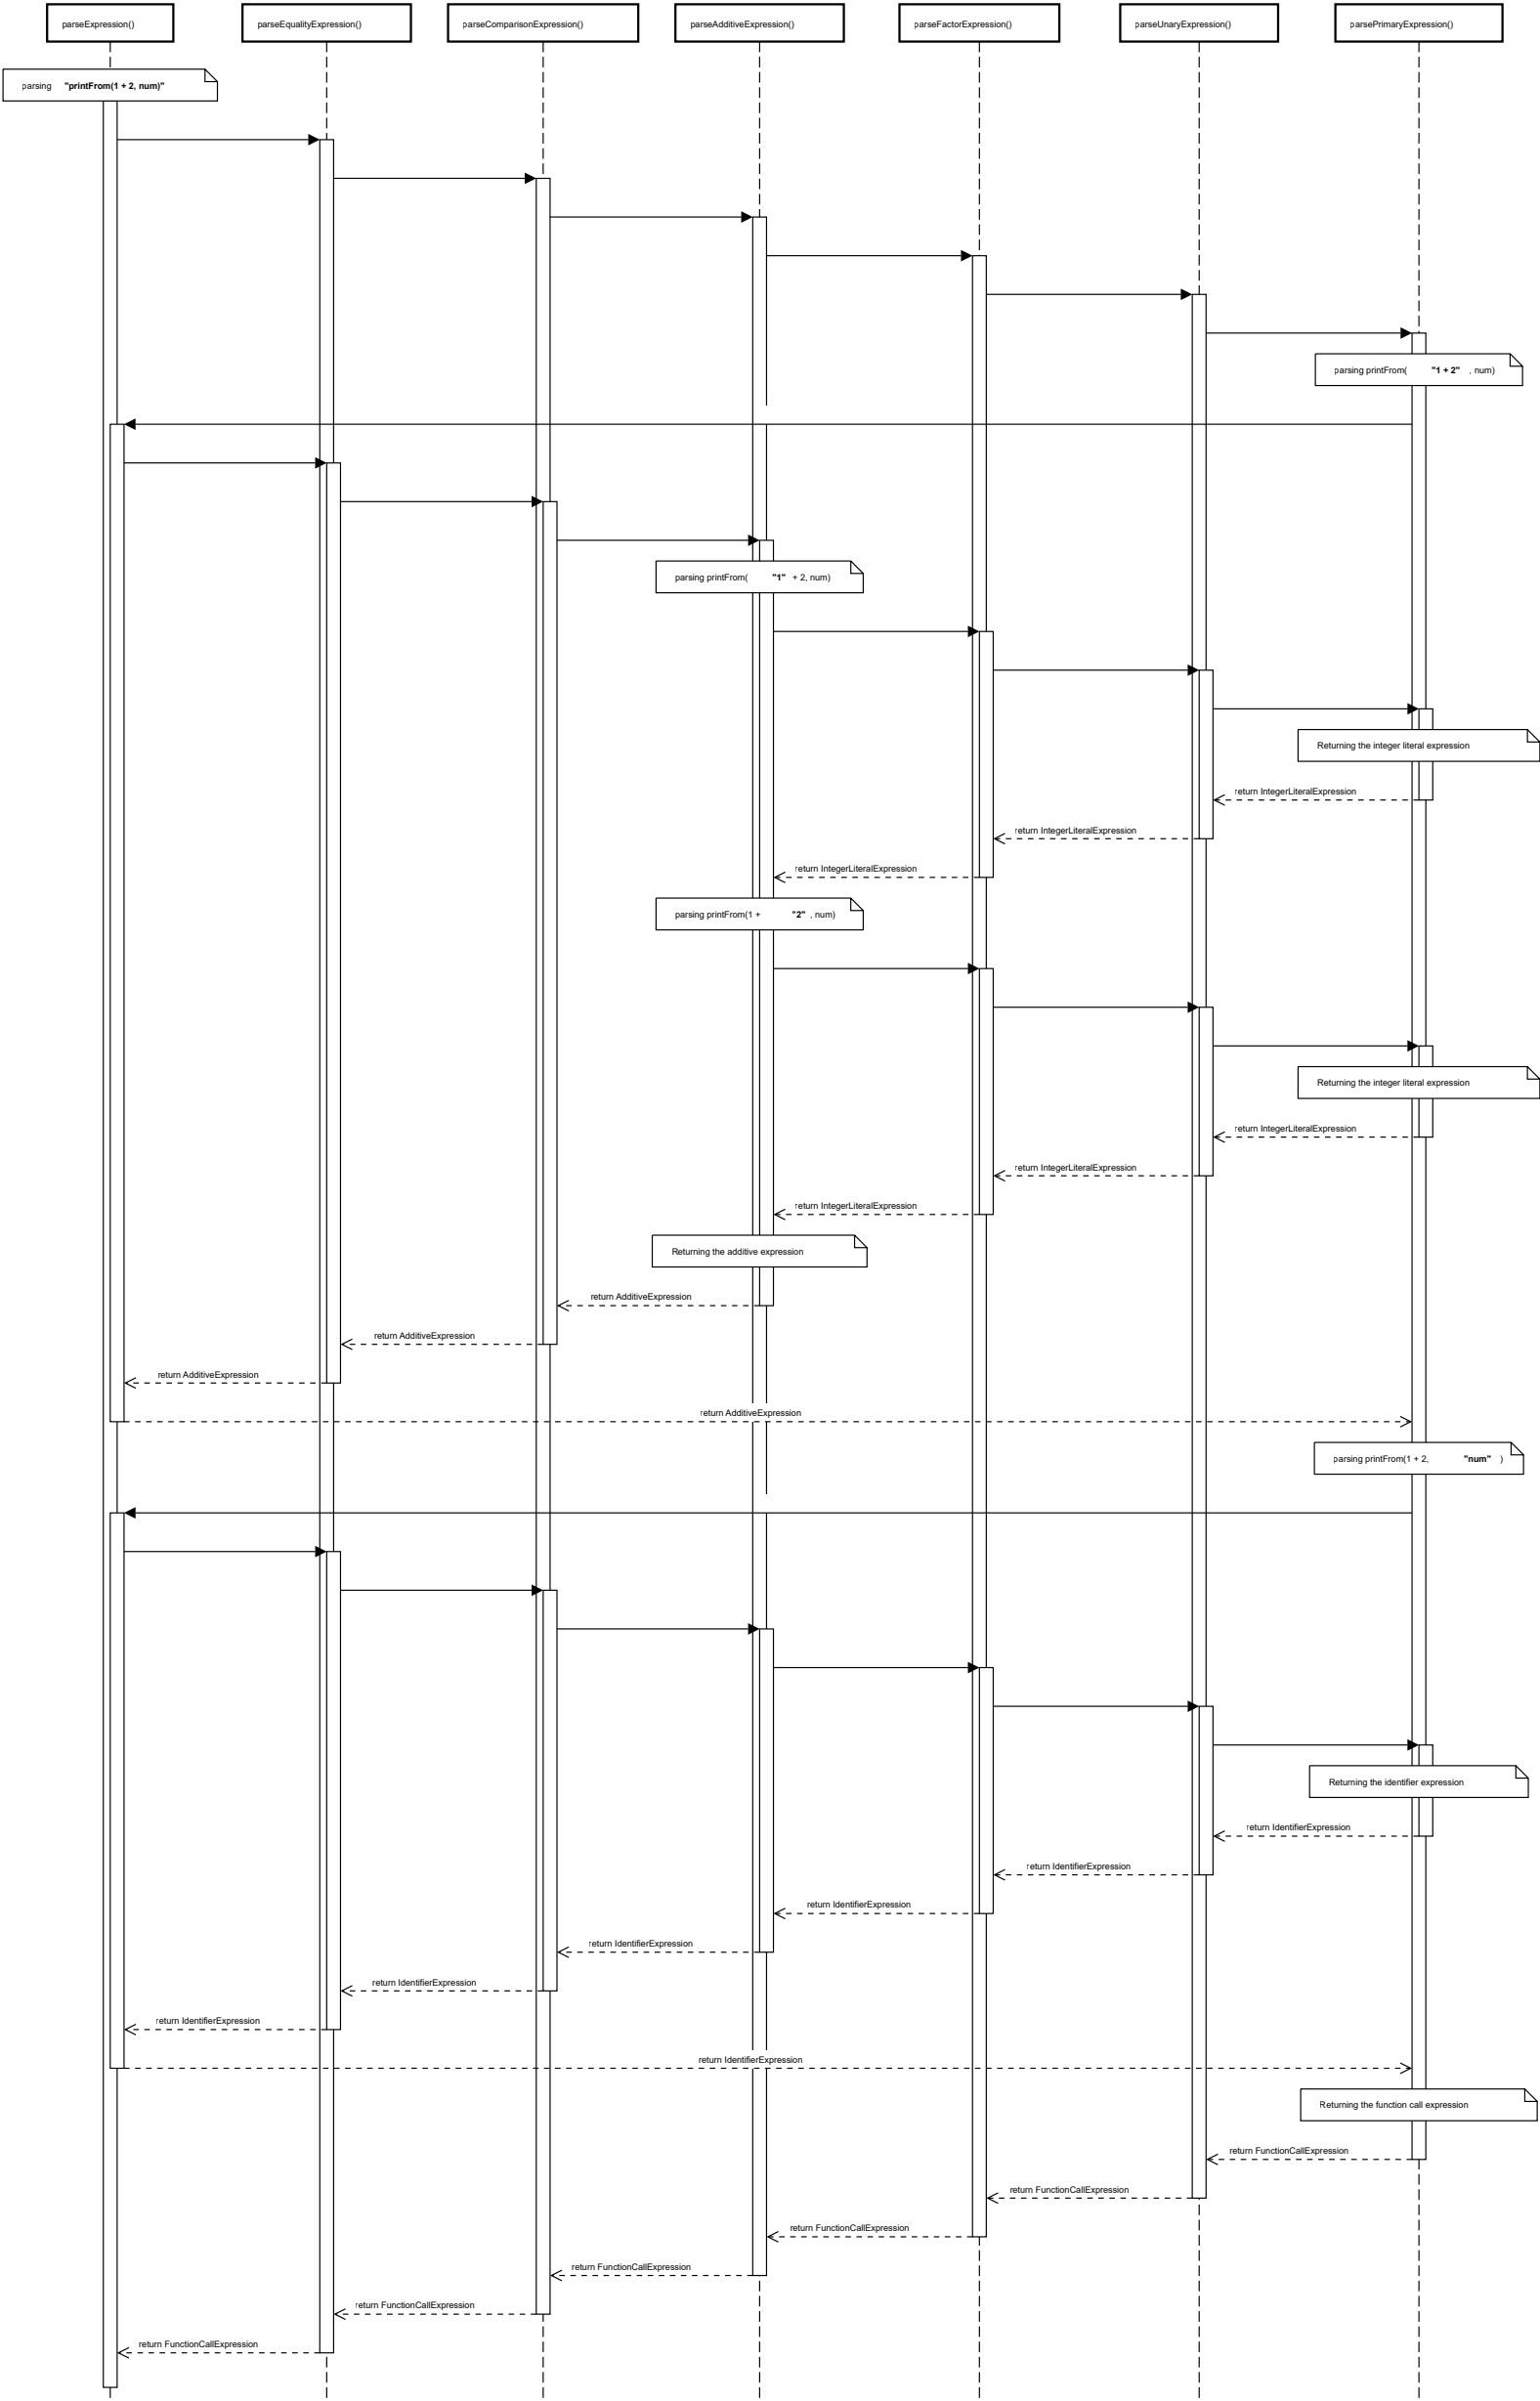 parseExpression()
parseEqualityExpression()
parseComparisonExpression()
parseAdditiveExpression()
parseFactorExpression()
parseUnaryExpression()
parsePrimaryExpression()
parsing "printFrom(1 + 2, num)"
parsing printFrom( "1 + 2" , num)
parsing printFrom( "1" + 2, num)
Returning the integer literal expression
return IntegerLiteralExpression
return IntegerLiteralExpression
return IntegerLiteralExpression
parsing printFrom(1 + "2" , num)
Returning the integer literal expression
return IntegerLiteralExpression
return IntegerLiteralExpression
return IntegerLiteralExpression
Returning the additive expression
return AdditiveExpression
return AdditiveExpression
return AdditiveExpression
return AdditiveExpression
parsing printFrom(1 + 2, "num" )
Returning the identifier expression
return IdentifierExpression
return IdentifierExpression
return IdentifierExpression
return IdentifierExpression
return IdentifierExpression
return IdentifierExpression
return IdentifierExpression
Returning the function call expression
return FunctionCallExpression
return FunctionCallExpression
return FunctionCallExpression
return FunctionCallExpression
return FunctionCallExpression
return FunctionCallExpression